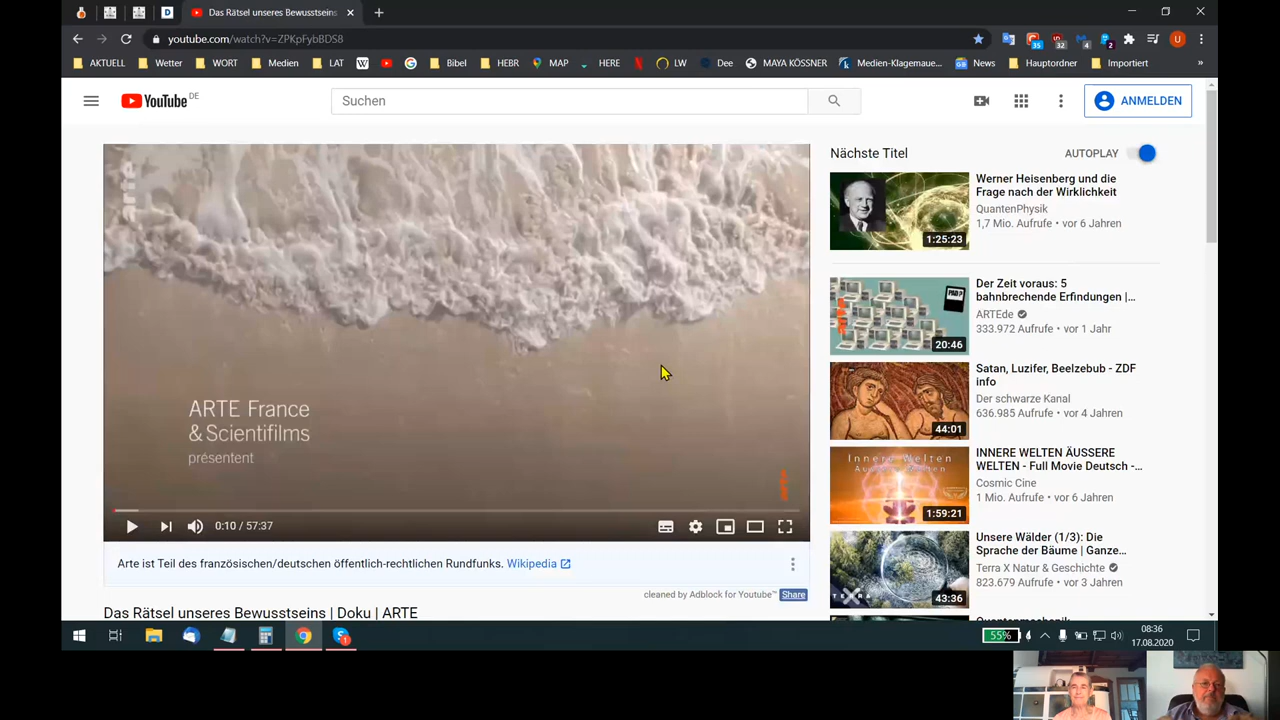 Das Rätsel unseres Bewusstseins
youtube.com/watch?v=ZPKpFybBDS8
35
32
4
2
U
AKTUELL
Wetter
WORT
Medien
LAT
W
Bibel
HEBR
MAP
HERE
LW
Dee
MAYA KÖSSNER
Medien-Klagemaue...
News
Hauptordner
Importiert
»
YouTube DE
Suchen
ANMELDEN
arte
ARTE France
& Scientifilms
présentent
0:10 / 57:37
Arte ist Teil des französischen/deutschen öffentlich-rechtlichen Rundfunks. Wikipedia
cleaned by Adblock for Youtube™ Share
Das Rätsel unseres Bewusstseins | Doku | ARTE
Nächste Titel
AUTOPLAY
1:25:23
Werner Heisenberg und die
Frage nach der Wirklichkeit
QuantenPhysik
1,7 Mio. Aufrufe • vor 6 Jahren
20:46
Der Zeit voraus: 5
bahnbrechende Erfindungen |...
ARTEde
333.972 Aufrufe • vor 1 Jahr
44:01
Satan, Luzifer, Beelzebub - ZDF
info
Der schwarze Kanal
636.985 Aufrufe • vor 4 Jahren
Innere Welten
1:59:21
INNERE WELTEN ÄUSSERE
WELTEN - Full Movie Deutsch -...
Cosmic Cine
1 Mio. Aufrufe • vor 6 Jahren
43:36
Unsere Wälder (1/3): Die
Sprache der Bäume | Ganze...
Terra X Natur & Geschichte
823.679 Aufrufe • vor 3 Jahren
55%
08:36
17.08.2020